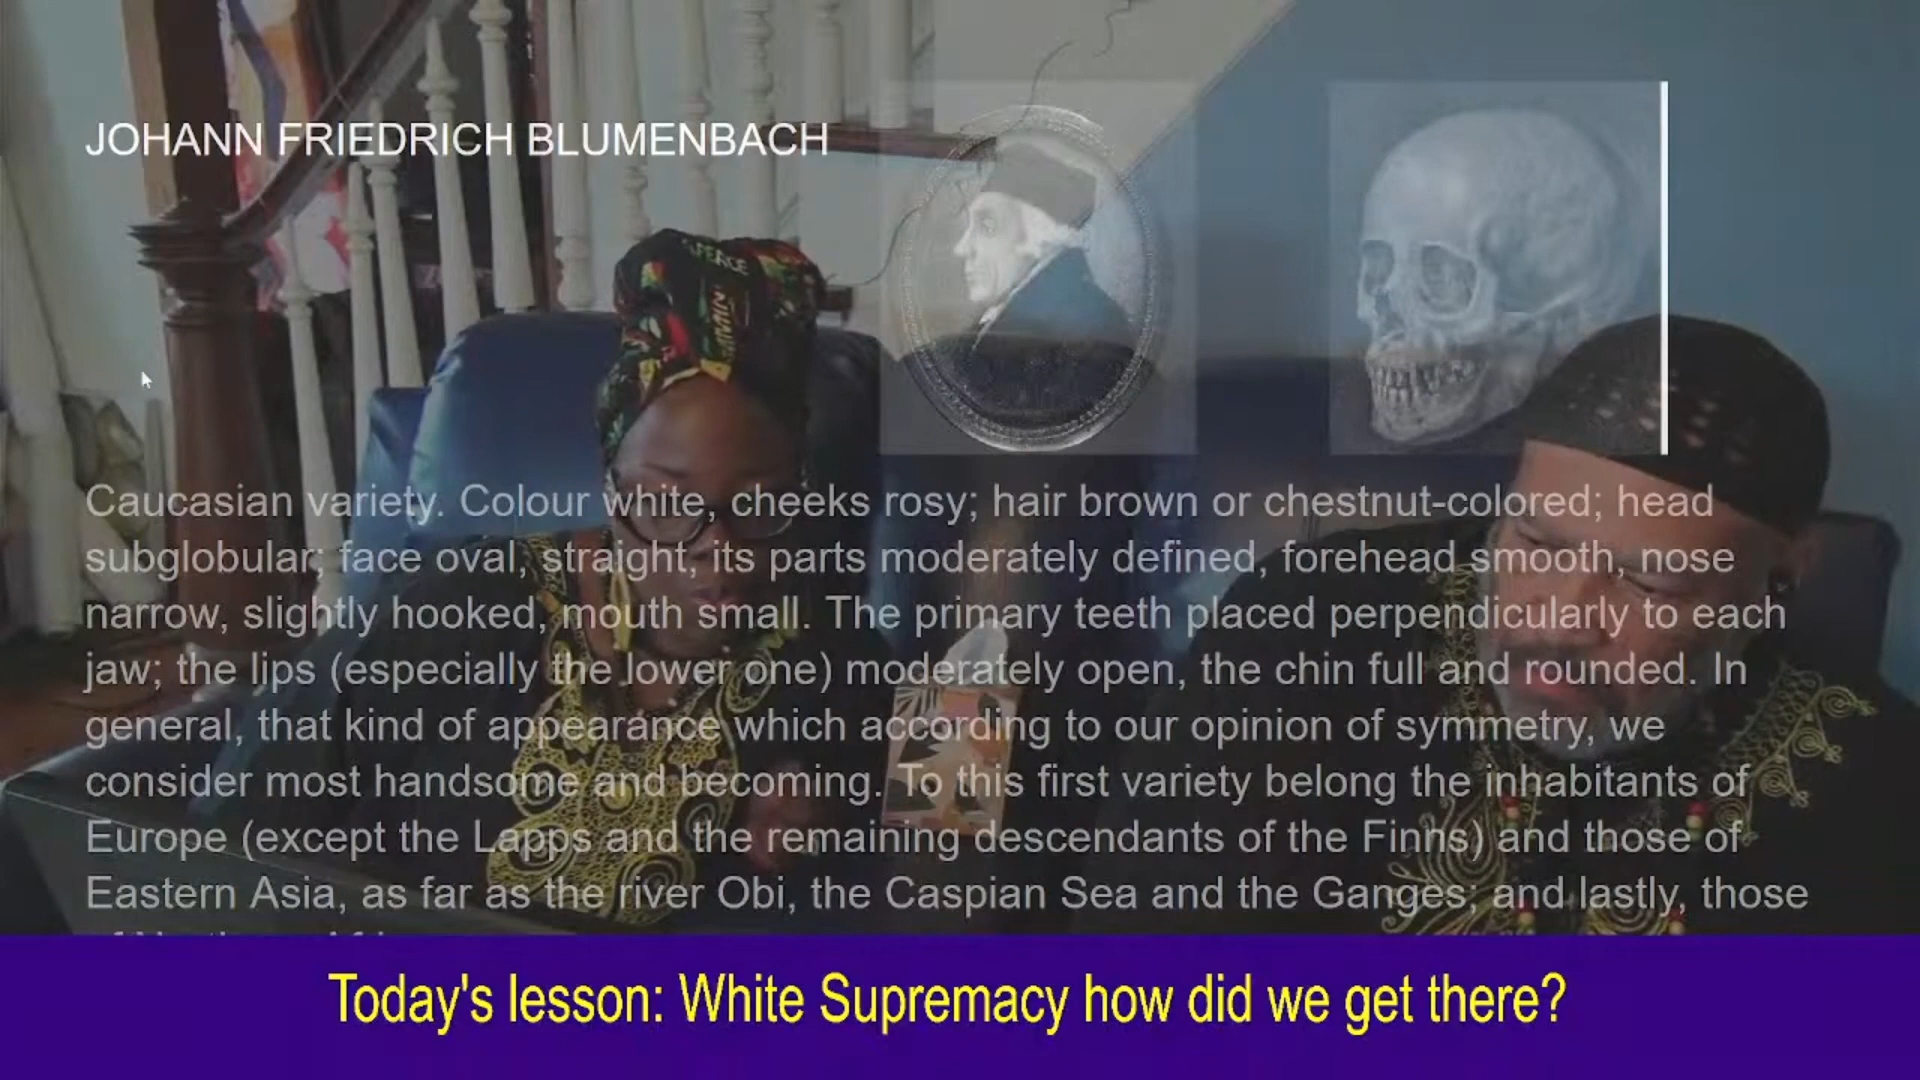 JOHANN FRIEDRICH BLUMENBACH
PEACE
Caucasian variety. Colour white, cheeks rosy; hair brown or chestnut-colored; head
subglobular; face oval, straight, its parts moderately defined, forehead smooth, nose
narrow, slightly hooked, mouth small. The primary teeth placed perpendicularly to each
jaw; the lips (especially the lower one) moderately open, the chin full and rounded. In
general, that kind of appearance which according to our opinion of symmetry, we
consider most handsome and becoming. To this first variety belong the inhabitants of
Europe (except the Lapps and the remaining descendants of the Finns) and those of
Eastern Asia, as far as the river Obi, the Caspian Sea and the Ganges; and lastly, those
Today's lesson: White Supremacy how did we get there?